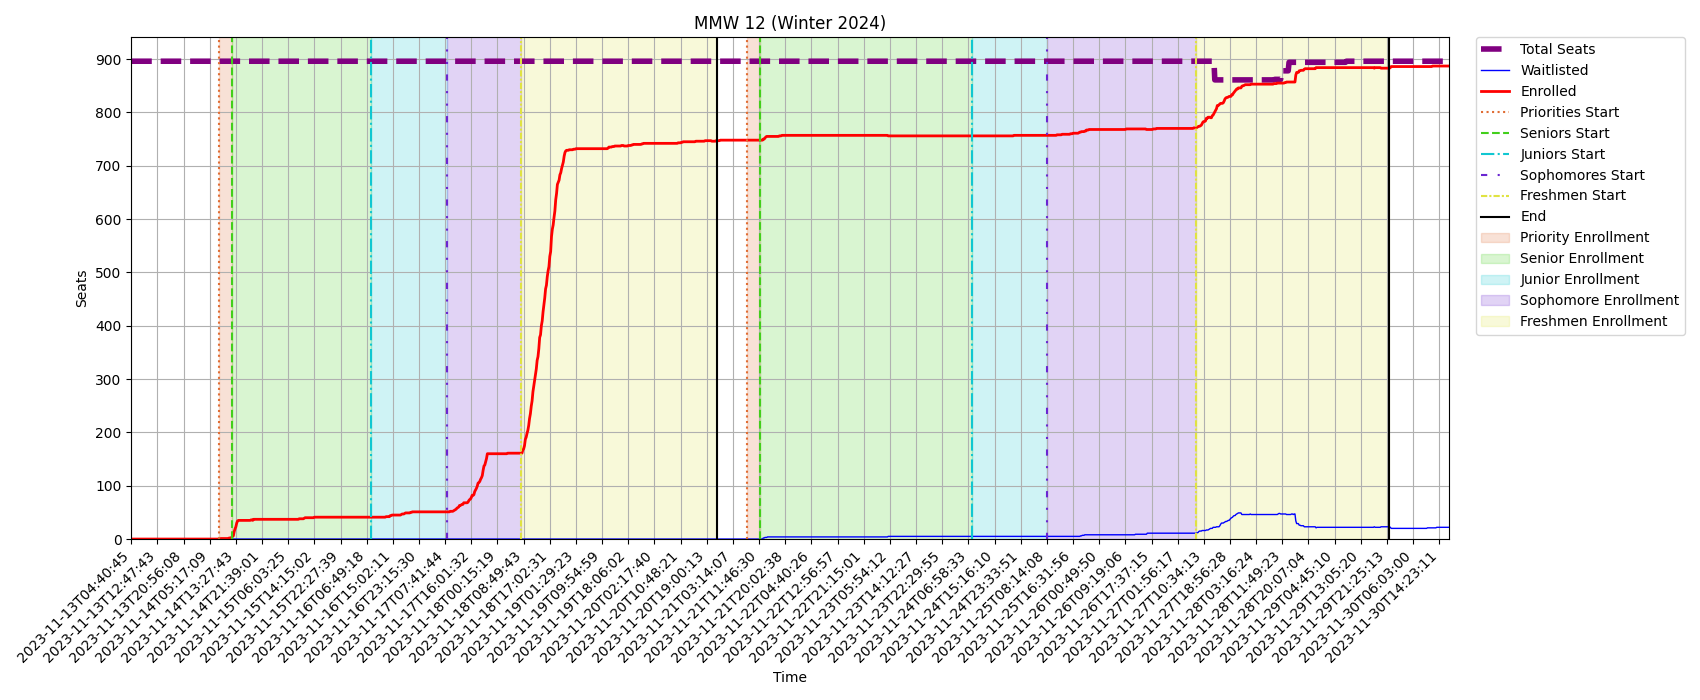 MMW 12 (Winter 2024)
Seats
900
800
700
600
500
400
300
200
100
0
2023-11-13T04:40:45
2023-11-13T12:47:43
2023-11-13T20:56:08
2023-11-14T05:17:09
2023-11-14T13:27:43
2023-11-14T21:39:01
2023-11-15T06:03:25
2023-11-15T14:15:02
2023-11-15T22:27:39
2023-11-16T06:49:18
2023-11-16T15:02:11
2023-11-16T23:15:30
2023-11-17T07:41:44
2023-11-17T16:01:32
2023-11-18T00:15:19
2023-11-18T08:49:43
2023-11-18T17:02:31
2023-11-19T01:29:23
2023-11-19T09:54:59
2023-11-19T18:06:02
2023-11-20T02:17:40
2023-11-20T10:48:21
2023-11-20T19:00:13
2023-11-21T03:14:07
2023-11-21T11:46:30
2023-11-21T20:02:38
2023-11-22T04:40:26
2023-11-22T12:56:57
2023-11-22T21:15:01
2023-11-23T05:54:12
2023-11-23T14:12:27
2023-11-23T22:29:55
2023-11-24T06:58:33
2023-11-24T15:16:10
2023-11-24T23:33:51
2023-11-25T08:14:08
2023-11-25T16:31:56
2023-11-26T00:49:50
2023-11-26T09:19:06
2023-11-26T17:37:15
2023-11-27T01:56:17
2023-11-27T10:34:13
2023-11-27T18:56:28
2023-11-28T03:16:24
2023-11-28T11:49:23
2023-11-28T20:07:04
2023-11-29T04:45:10
2023-11-29T13:05:20
2023-11-29T21:25:13
2023-11-30T06:03:00
2023-11-30T14:23:11
Time
Total Seats
Waitlisted
Enrolled
Priorities Start
Seniors Start
Juniors Start
Sophomores Start
Freshmen Start
End
Priority Enrollment
Senior Enrollment
Junior Enrollment
Sophomore Enrollment
Freshmen Enrollment